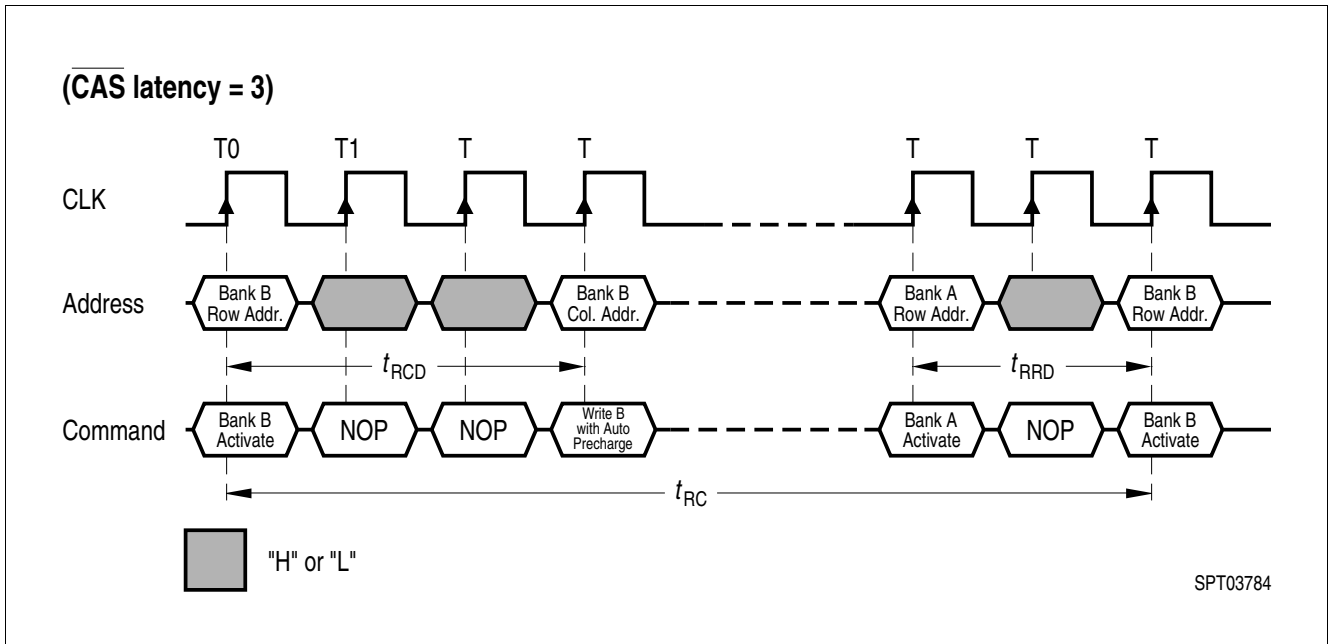 (CAS latency = 3)
T0 T1 T T T T T
CLK
Address
Bank B
Row Addr.
Bank B
Col. Addr.
Bank A
Row Addr.
Bank B
Row Addr.
tRCD
tRRD
Command
Bank B
Activate
NOP
NOP
Write B
with Auto
Precharge
Bank A
Activate
NOP
Bank B
Activate
tRC
"H" or "L"
SPT03784